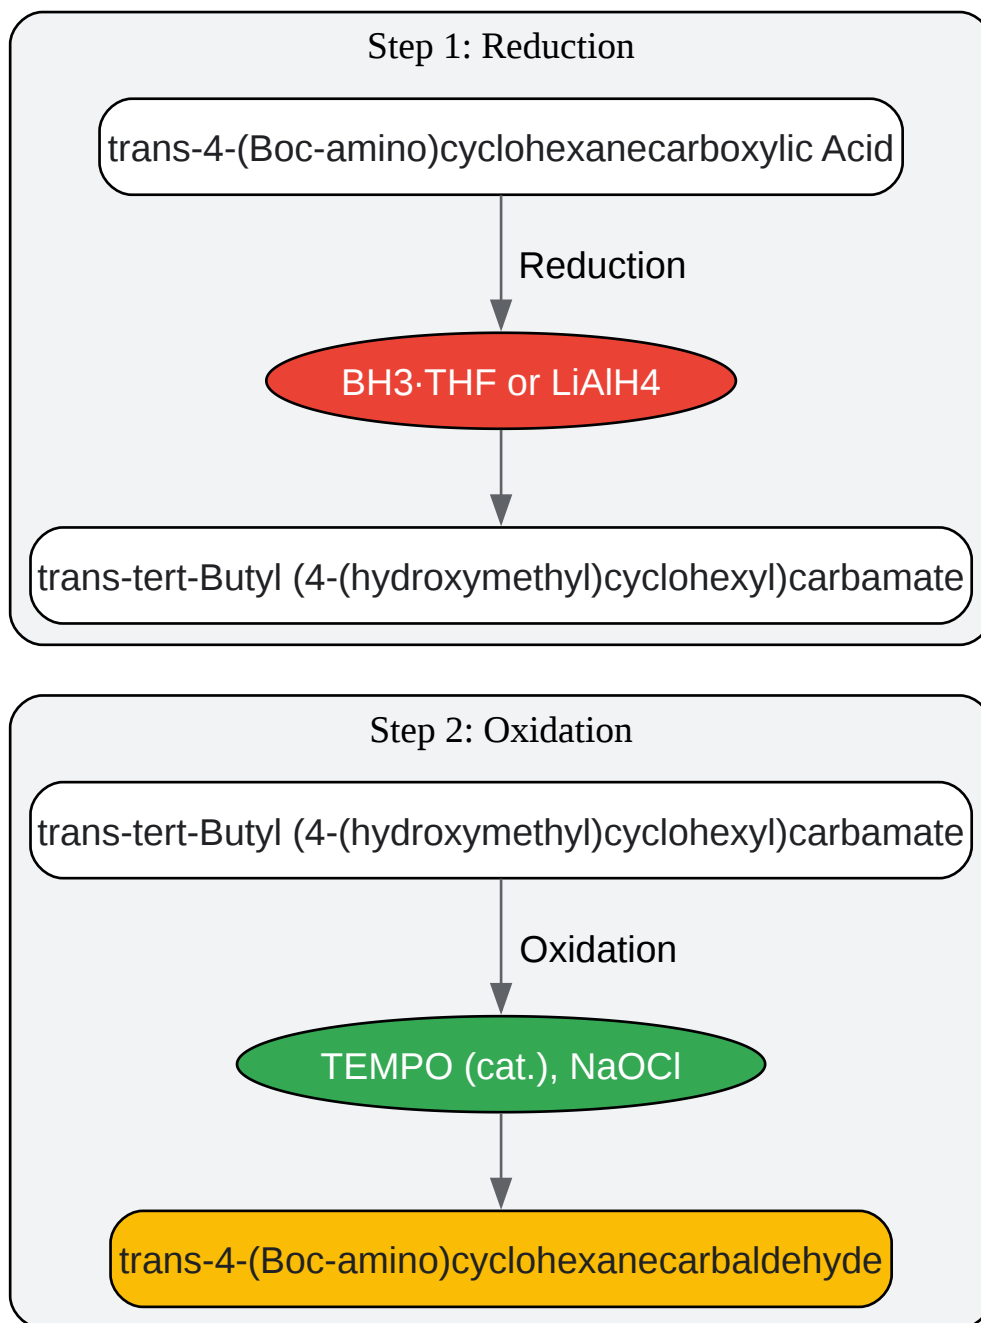 Step 1: Reduction
trans-4-(Boc-amino)cyclohexanecarboxylic Acid
Reduction
BH3·THF or LiAlH4
trans-tert-Butyl (4-(hydroxymethyl)cyclohexyl)carbamate
Step 2: Oxidation
trans-tert-Butyl (4-(hydroxymethyl)cyclohexyl)carbamate
Oxidation
TEMPO (cat.), NaOCl
trans-4-(Boc-amino)cyclohexanecarbaldehyde